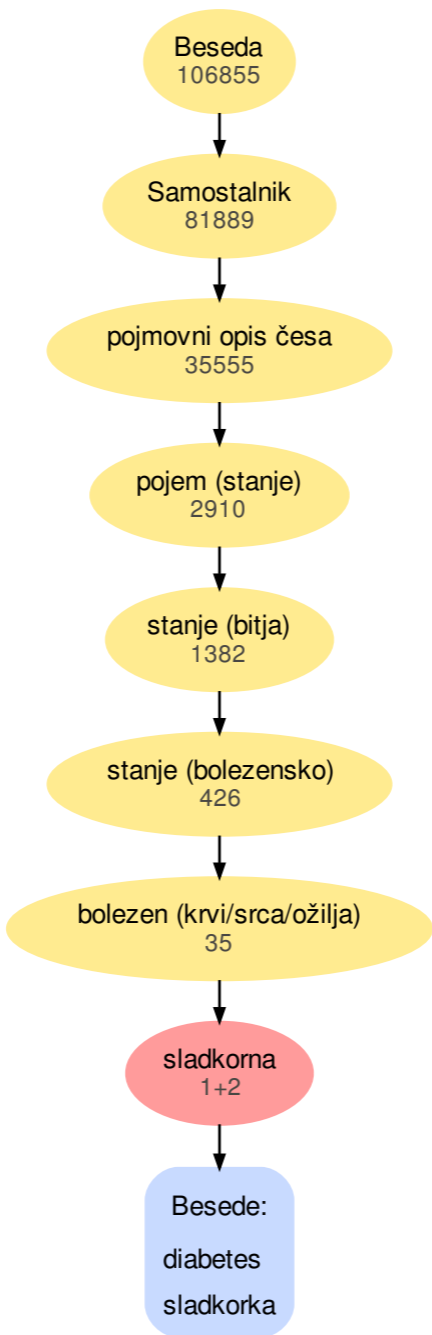 Beseda
106855
Samostalnik
81889
pojmovni opis česa
35555
pojem (stanje)
2910
stanje (bitja)
1382
stanje (bolezensko)
426
bolezen (krvi/srca/ožilja)
35
sladkorna
1+2
Besede:
diabetes
sladkorka